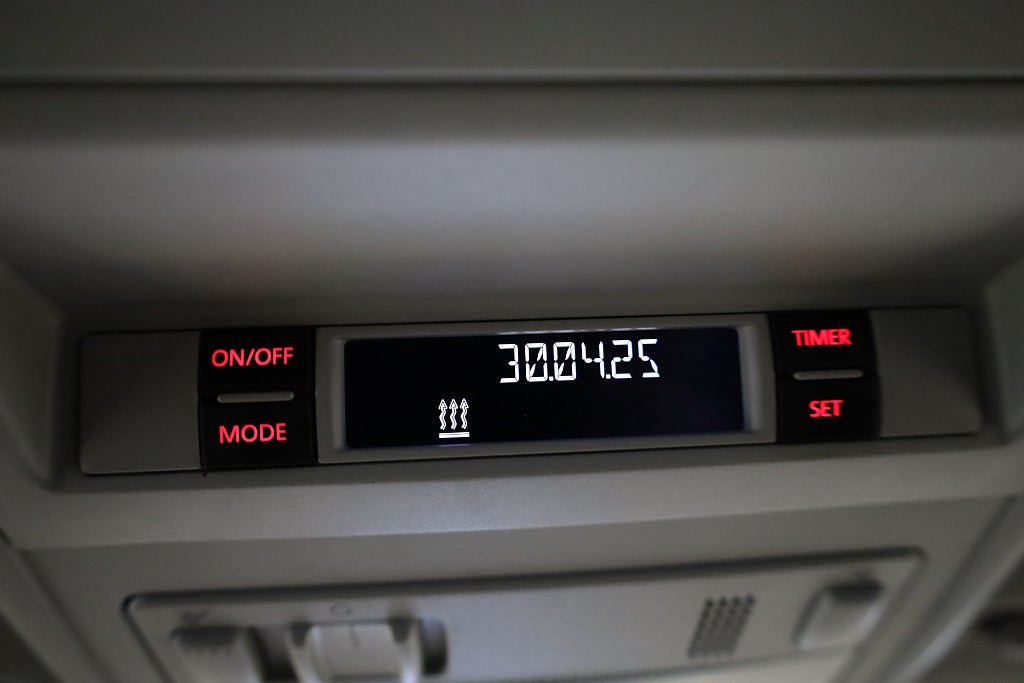 ON/OFF
MODE
30.04.25
TIMER
SET